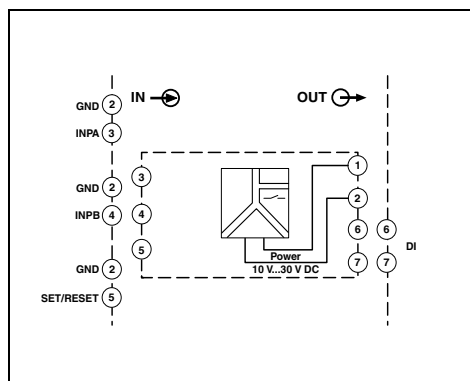 IN OUT
GND 2
INPA 3
GND 2
INPB 4
GND 2
SET/RESET 5
3
4
5
1
2
6
7
Power
10 V...30 V DC
6
7
DI